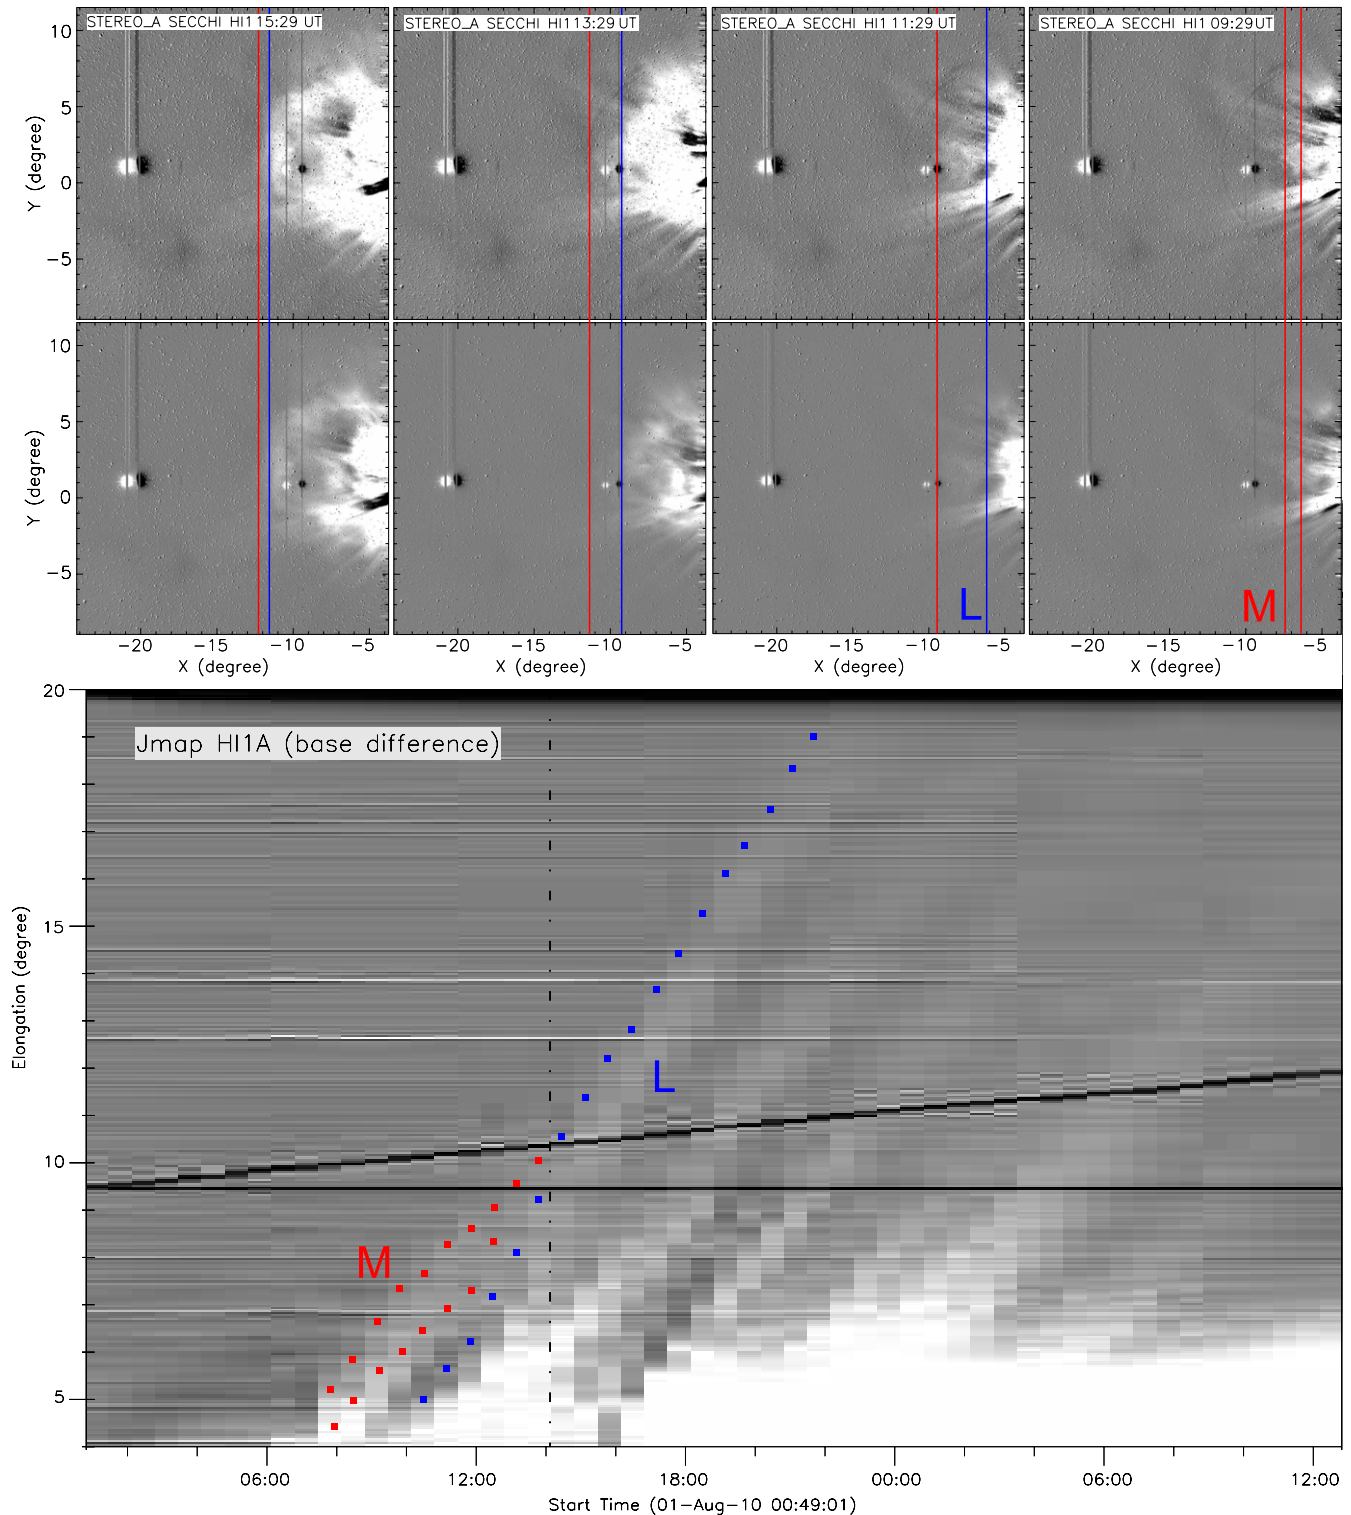 STEREO_A SECCHI HI1 15:29 UT
STEREO_A SECCHI HI1 13:29 UT
STEREO_A SECCHI HI1 11:29 UT
STEREO_A SECCHI HI1 09:29UT
10
5
0
−5
Y (degree)
10
5
0
−5
Y (degree)
L
M
−20 −15 −10 −5
−20 −15 −10 −5
−20 −15 −10 −5
−20 −15 −10 −5
X (degree)
X (degree)
X (degree)
X (degree)
20
15
10
5
Elongation (degree)
Jmap HI1A (base difference)
L
M
06:00 12:00 18:00 00:00 06:00 12:00
Start Time (01−Aug−10 00:49:01)